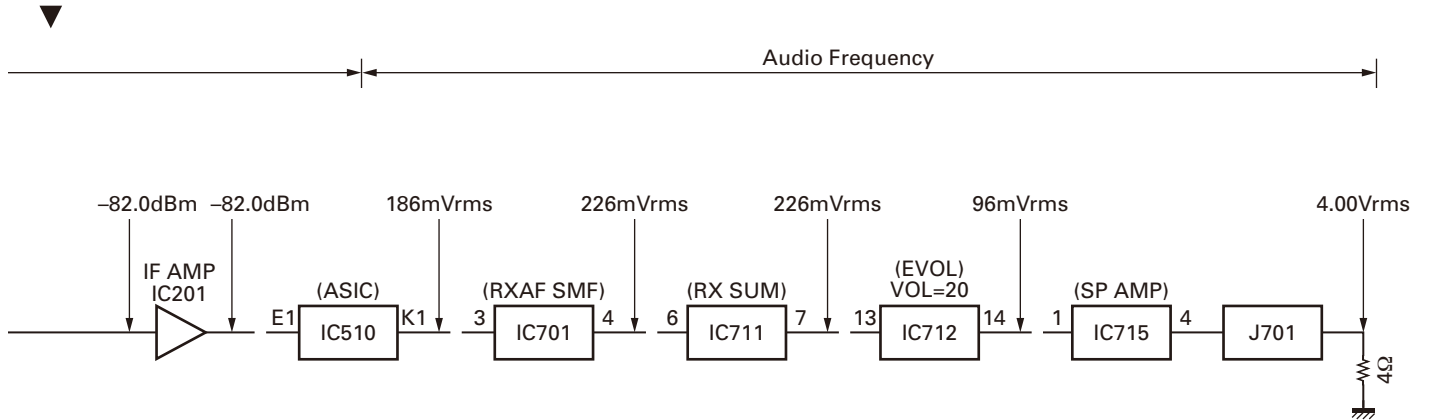 Audio Frequency
–82.0dBm –82.0dBm 186mVrms 226mVrms 226mVrms 96mVrms 4.00Vrms
IF AMP
IC201
(ASIC)
E1 IC510 K1
(RXAF SMF)
3 IC701 4
(RX SUM)
6 IC711 7
(EVOL)
VOL=20
13 IC712 14
(SP AMP)
1 IC715 4
J701
4Ω